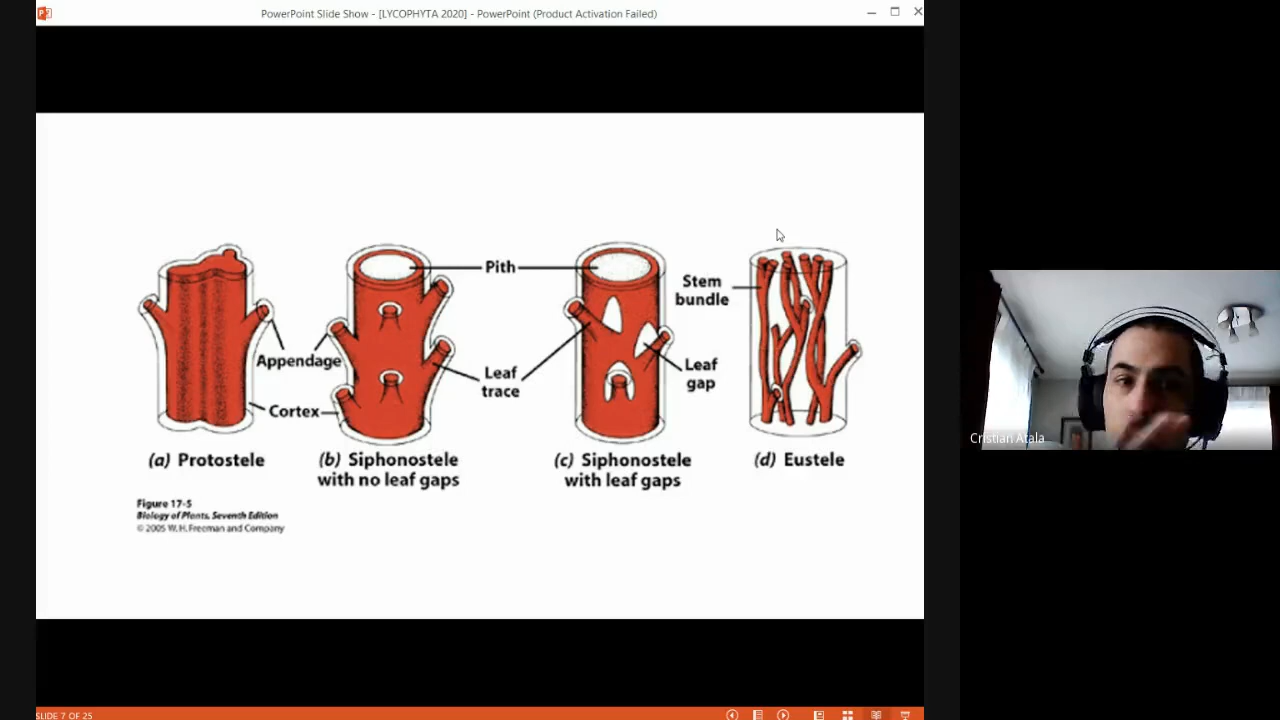 PowerPoint Slide Show - [LYCOPHYTA 2020] - PowerPoint (Product Activation Failed)
Pith
Stem
bundle
Appendage
Leaf
trace
Leaf
gap
Cortex
(a) Protostele
(b) Siphonostele
with no leaf gaps
(c) Siphonostele
with leaf gaps
(d) Eustele
Figure 17-5
Biology of Plants, Seventh Edition
© 2005 W. H. Freeman and Company
Cristian Atala
SLIDE 7 OF 25